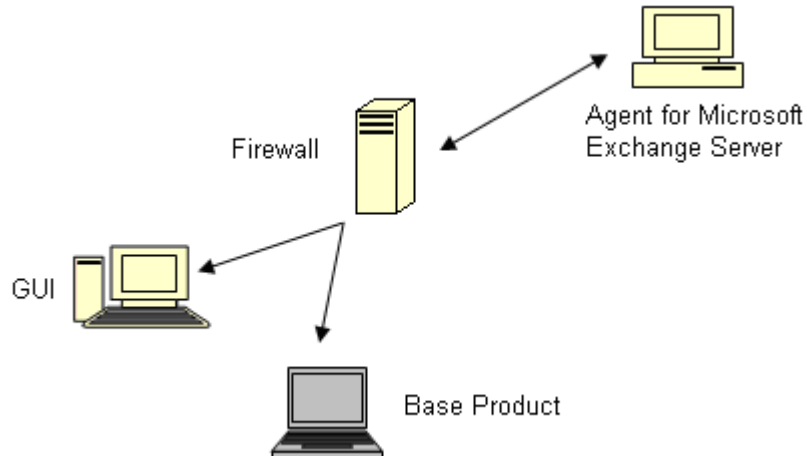 Agent for Microsoft
Exchange Server
Firewall
GUI
Base Product